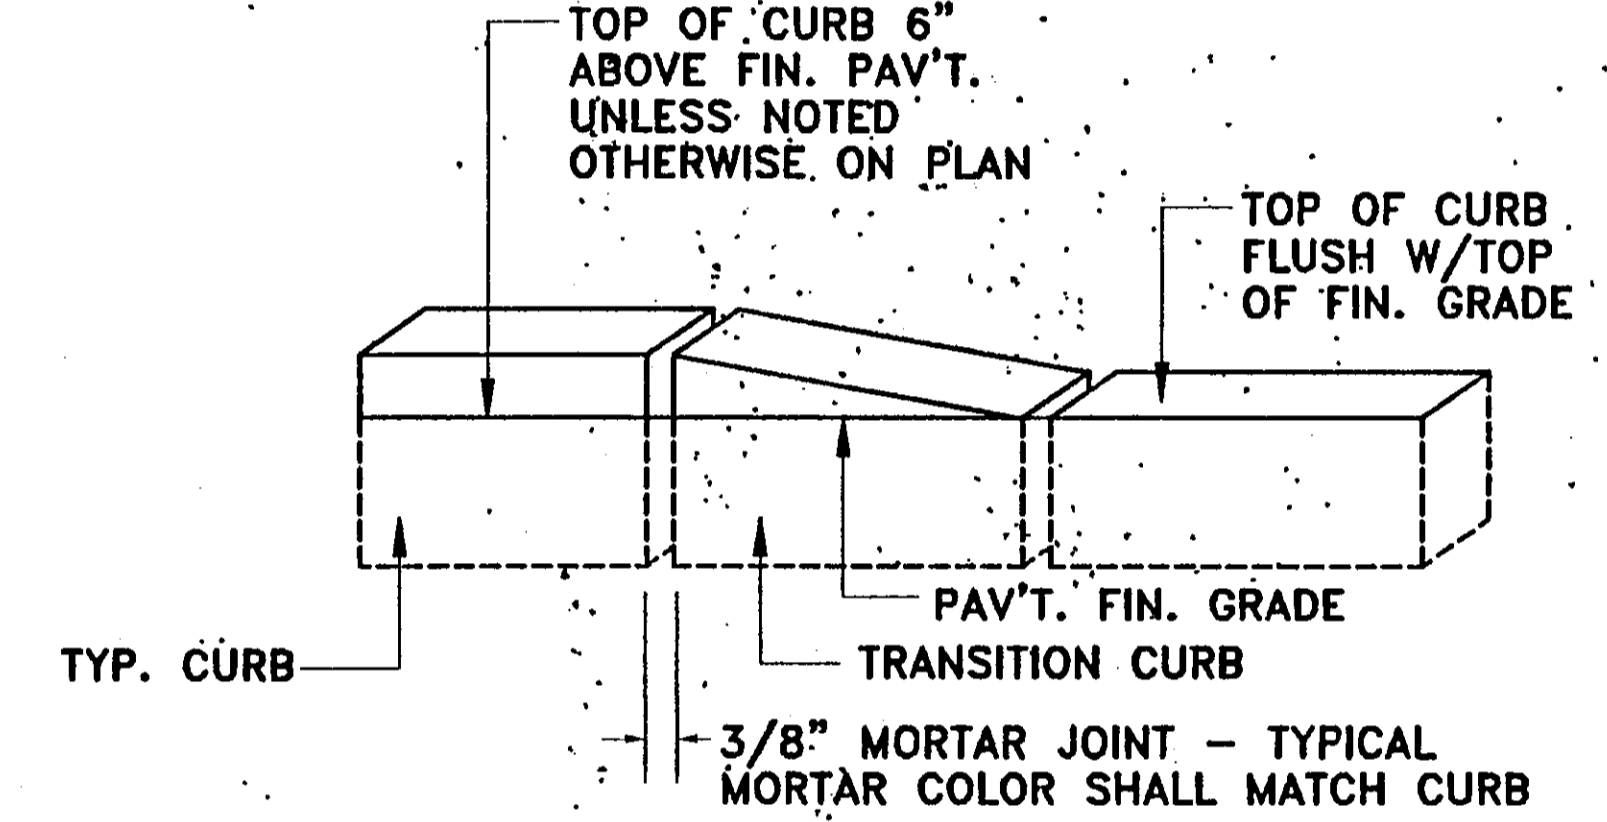 TOP OF CURB 6"
ABOVE FIN. PAV'T.
UNLESS NOTED
OTHERWISE ON PLAN
TOP OF CURB
FLUSH W/TOP
OF FIN. GRADE
PAV'T. FIN. GRADE
TYP. CURB
TRANSITION CURB
3/8" MORTAR JOINT – TYPICAL
MORTAR COLOR SHALL MATCH CURB